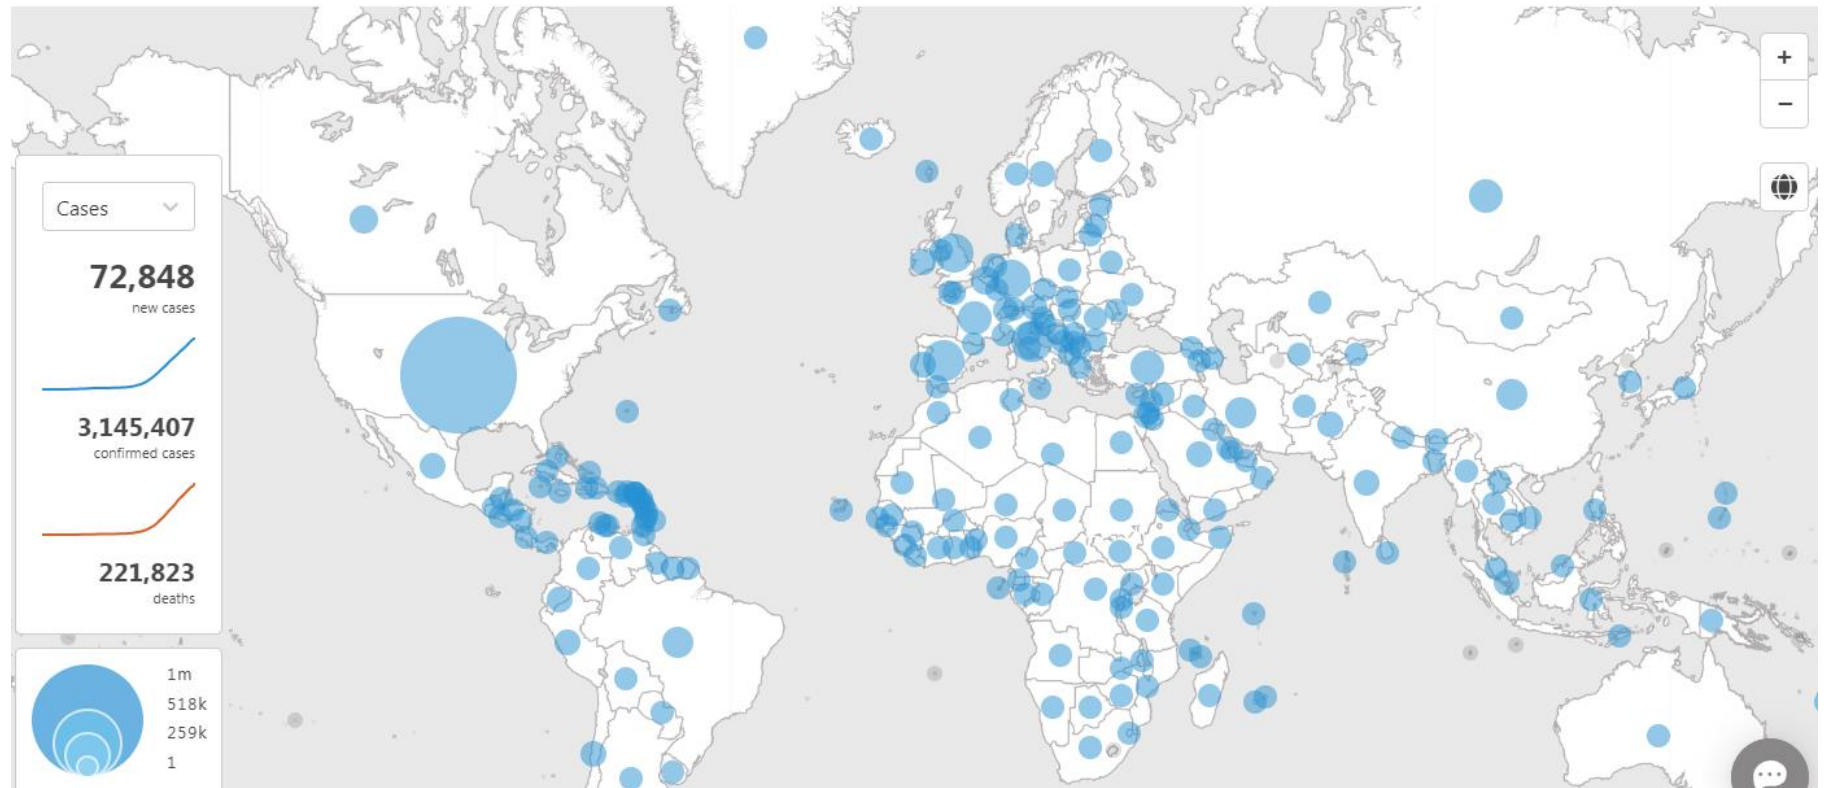 +
−
Cases
72,848
new cases
3,145,407
confirmed cases
221,823
deaths
1m
518k
259k
1